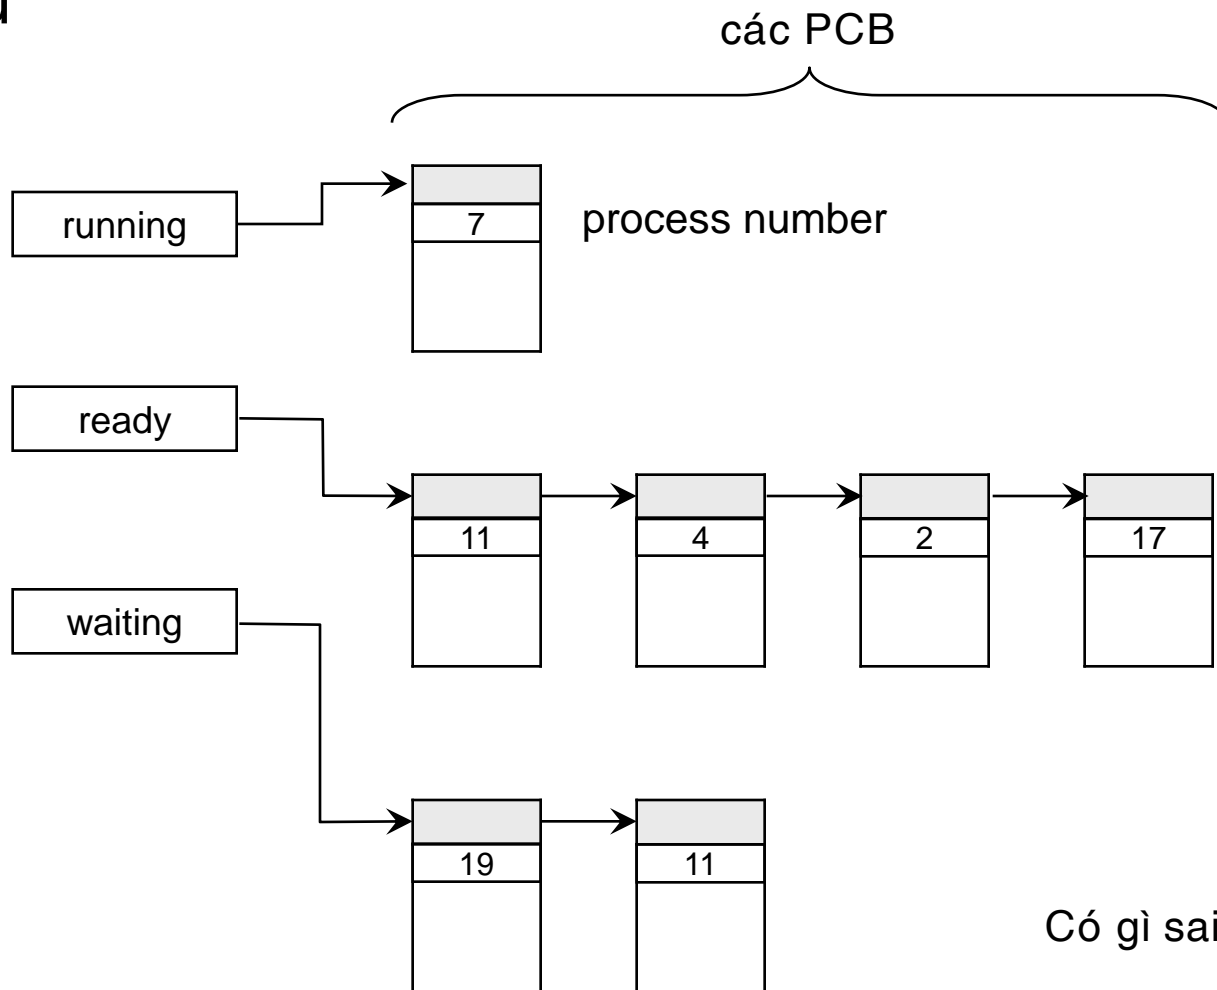 các PCB
running
7
process number
ready
11 4 2 17
waiting
19 11
Có gì sai